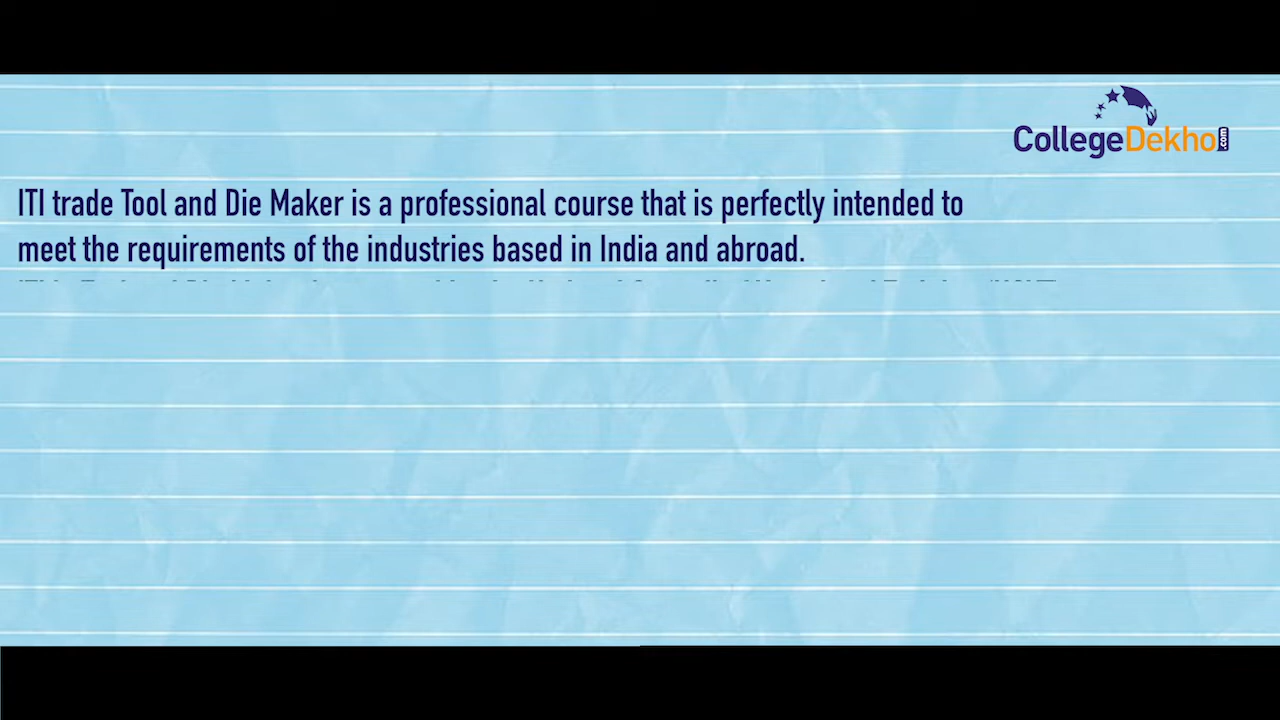 CollegeDekho.com
ITI trade Tool and Die Maker is a professional course that is perfectly intended to
meet the requirements of the industries based in India and abroad.